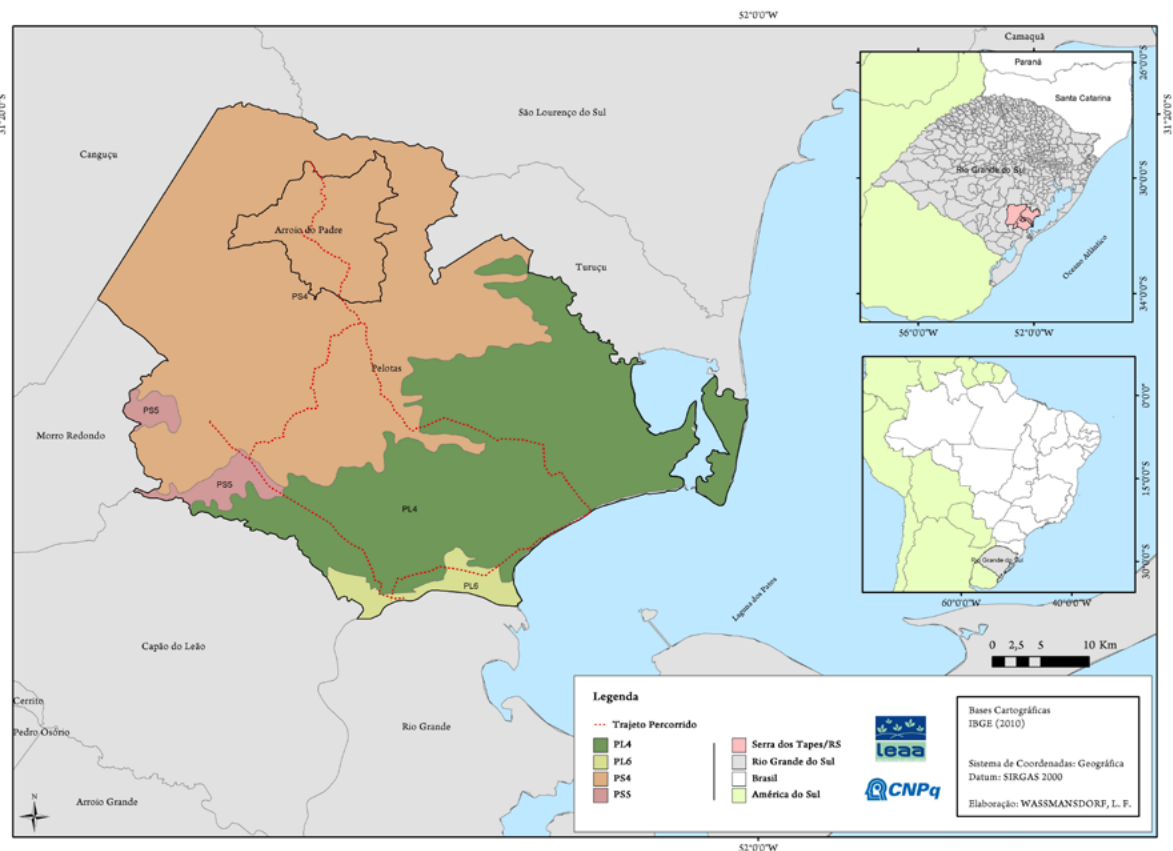 52°0'0"W
Camaquã
31°20'0"S
31°20'0"S
São Lourenço do Sul
Canguçu
Arroio do Padre
Turuçu
PS4
Pelotas
PS5
Morro Redondo
PS5
PL4
PL6
Laguna dos Patos
Capão do Leão
Cerrito
Pedro Osório
Rio Grande
Arroio Grande
N
52°0'0"W
Paraná
Santa Catarina
Rio Grande do Sul
Oceano Atlântico
26°0'0"S
30°0'0"S
34°0'0"S
56°0'0"W
52°0'0"W
Rio Grande do Sul
0°0'0"
15°0'0"S
30°0'0"S
60°0'0"W
40°0'0"W
0 2,5 5 10 Km
Legenda
Trajeto Percorrido
PL4
PL6
PS4
PS5
Serra dos Tapes/RS
Rio Grande do Sul
Brasil
América do Sul
leaa
CNPq
Bases Cartográficas
IBGE (2010)
Sistema de Coordenadas: Geográfica
Datum: SIRGAS 2000
Elaboração: WASSMANSDORF, L. F.